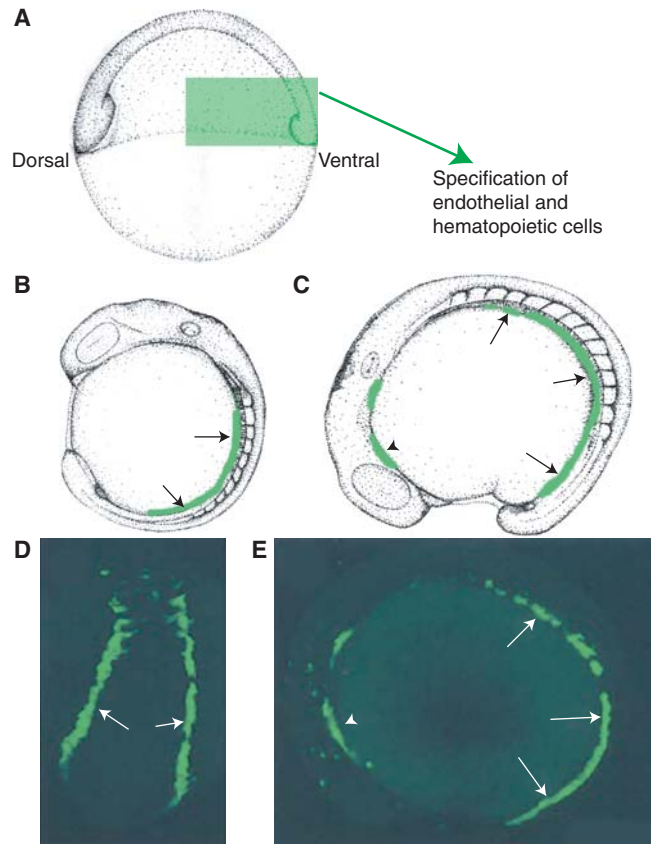 A
Dorsal
Ventral
Specification of
endothelial and
hematopoietic cells
B
C
D
E